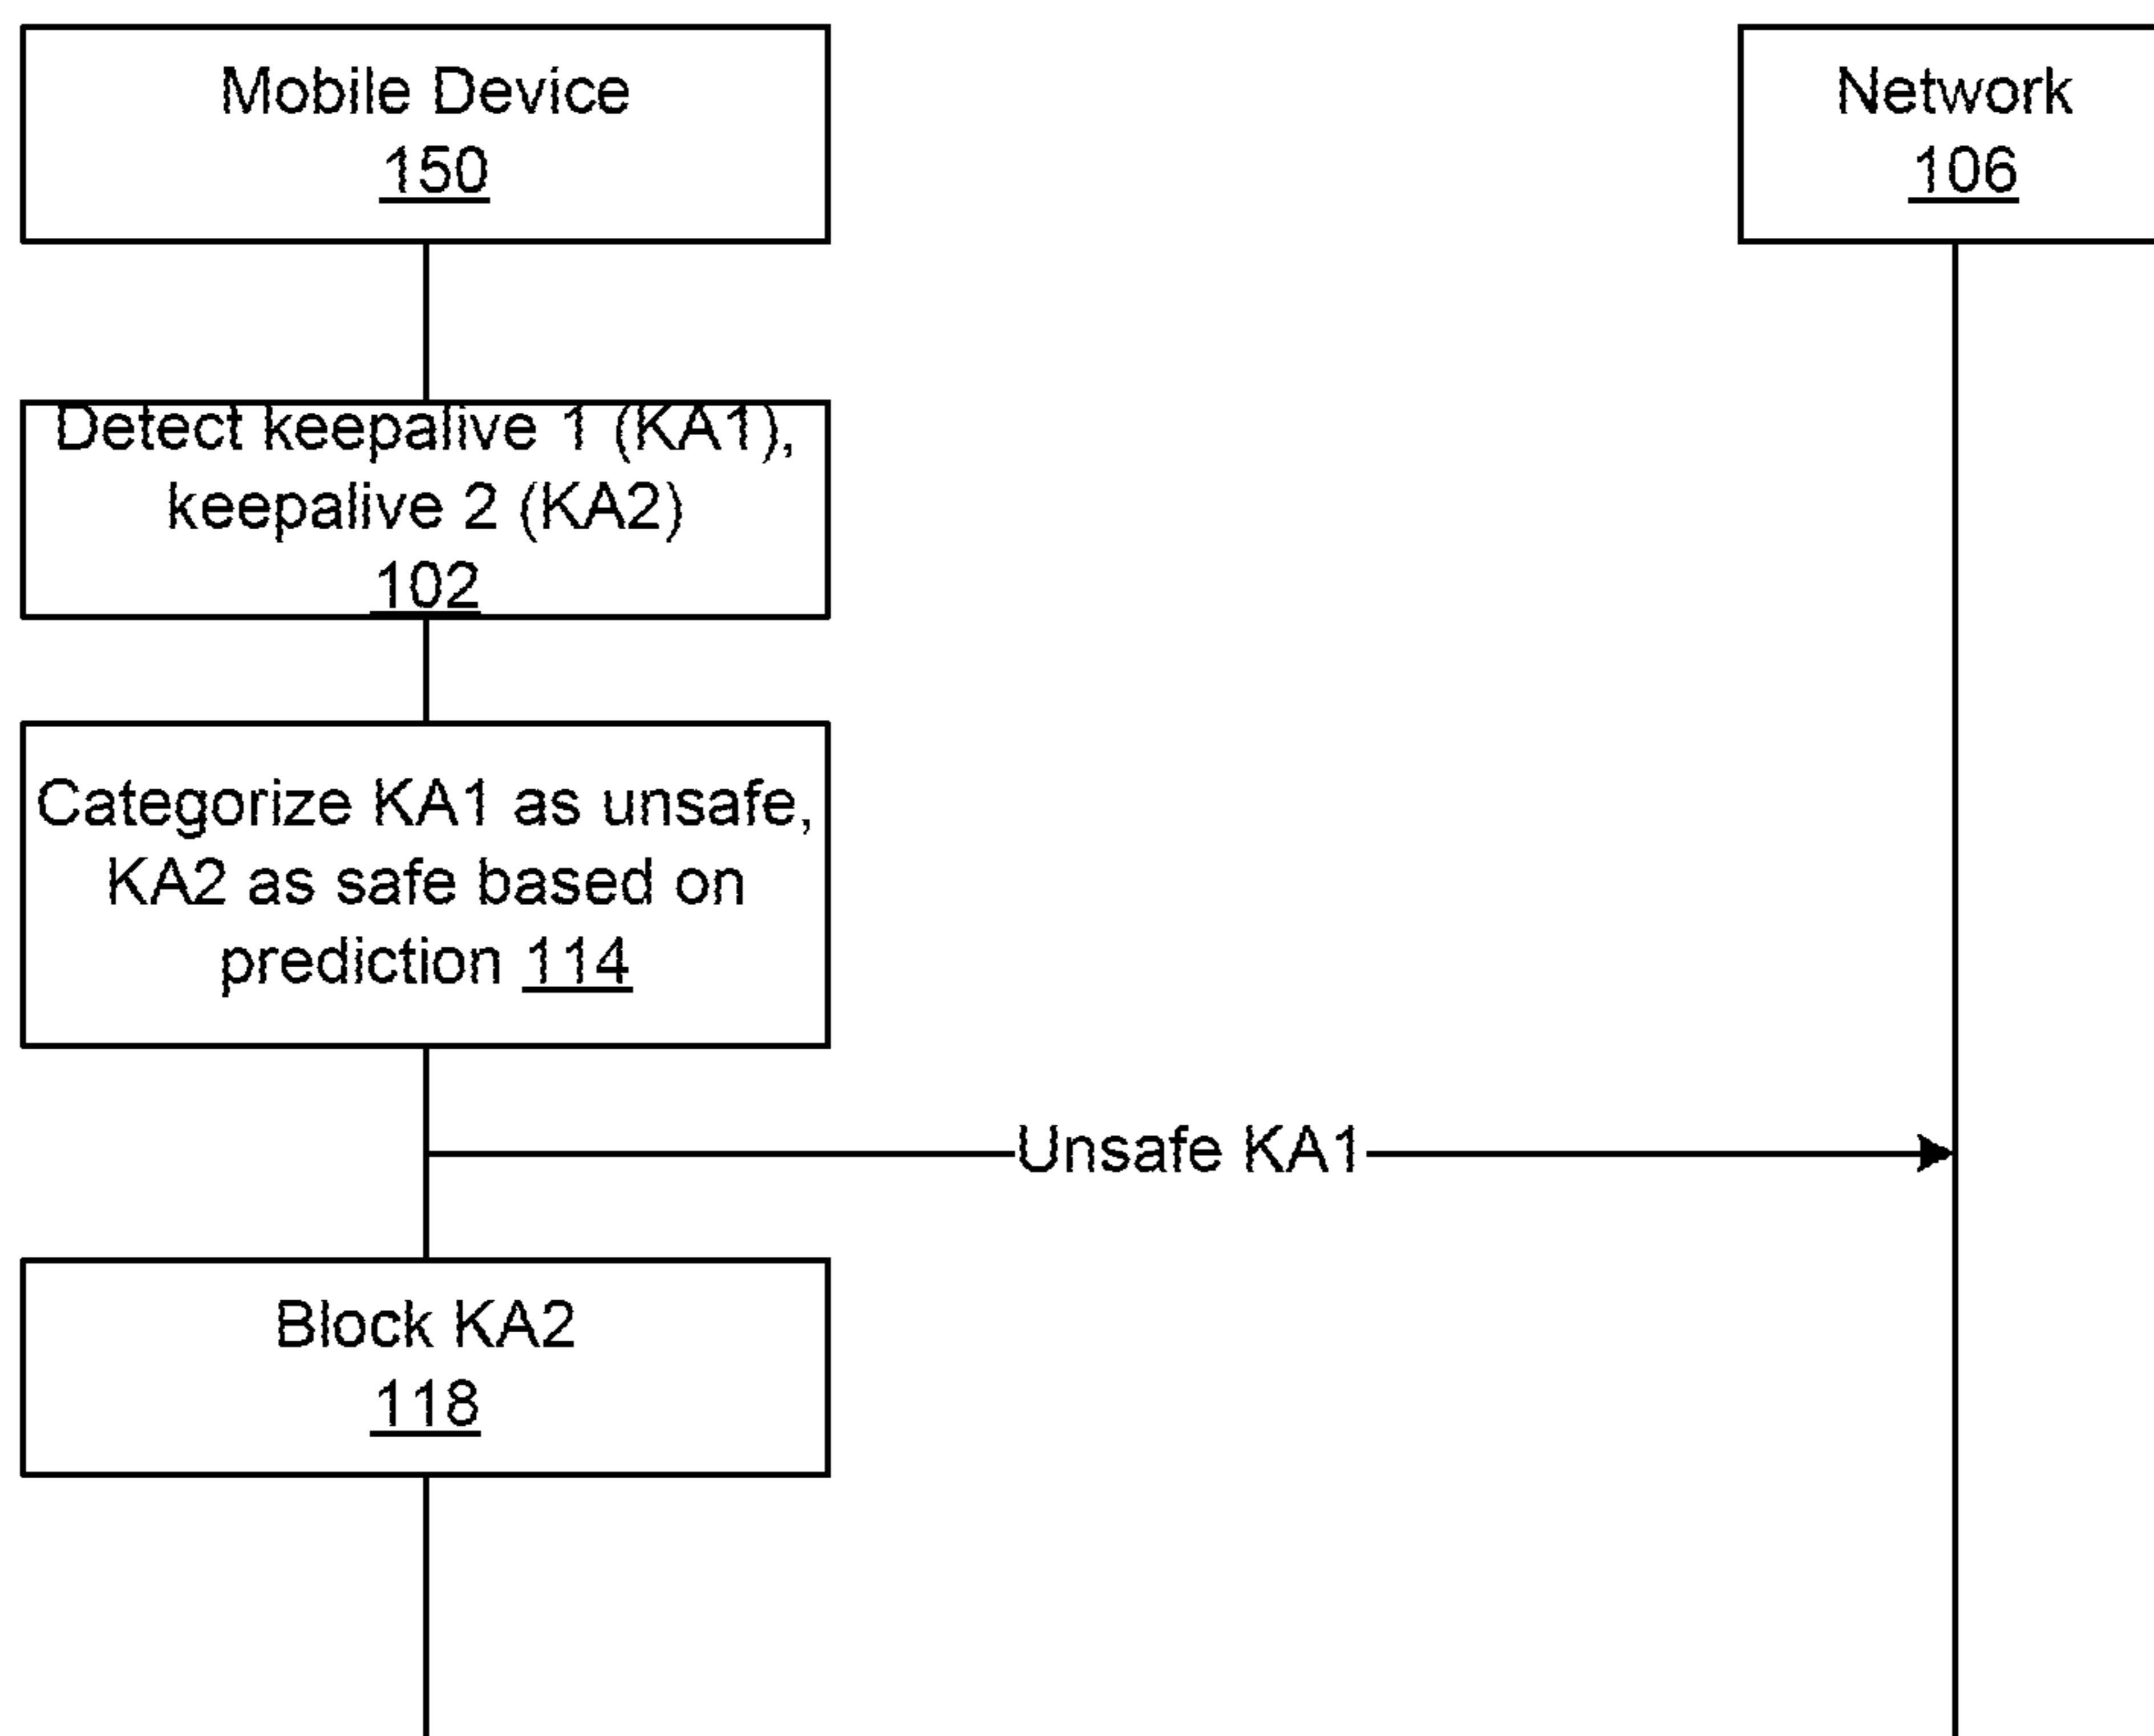 Mobile Device
150
Network
106
Detect keepalive 1 (KA1),
keepalive 2 (KA2)
102
Categorize KA1 as unsafe,
KA2 as safe based on
prediction 114
Unsafe KA1
Block KA2
118